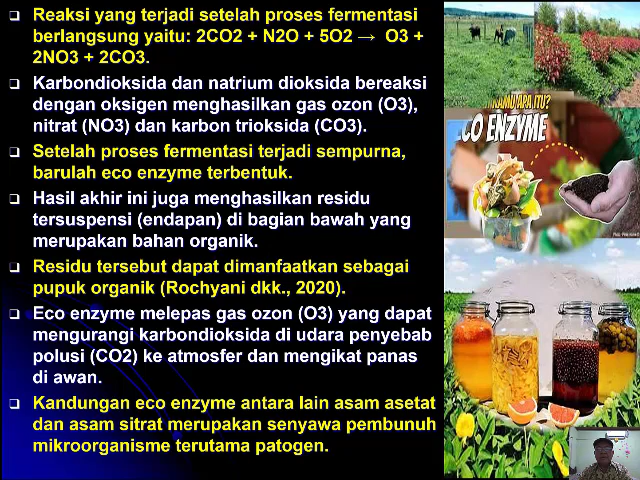 Reaksi yang terjadi setelah proses fermentasi
berlangsung yaitu: 2CO2 + N2O + 5O2 → O3 +
2NO3 + 2CO3.
Karbondioksida dan natrium dioksida bereaksi
dengan oksigen menghasilkan gas ozon (O3),
nitrat (NO3) dan karbon trioksida (CO3).
Setelah proses fermentasi terjadi sempurna,
barulah eco enzyme terbentuk.
Hasil akhir ini juga menghasilkan residu
tersuspensi (endapan) di bagian bawah yang
merupakan bahan organik.
Residu tersebut dapat dimanfaatkan sebagai
pupuk organik (Rochyani dkk., 2020).
Eco enzyme melepas gas ozon (O3) yang dapat
mengurangi karbondioksida di udara penyebab
polusi (CO2) ke atmosfer dan mengikat panas
di awan.
Kandungan eco enzyme antara lain asam asetat
dan asam sitrat merupakan senyawa pembunuh
mikroorganisme terutama patogen.
KAMU APA ITU?
ECO ENZYME